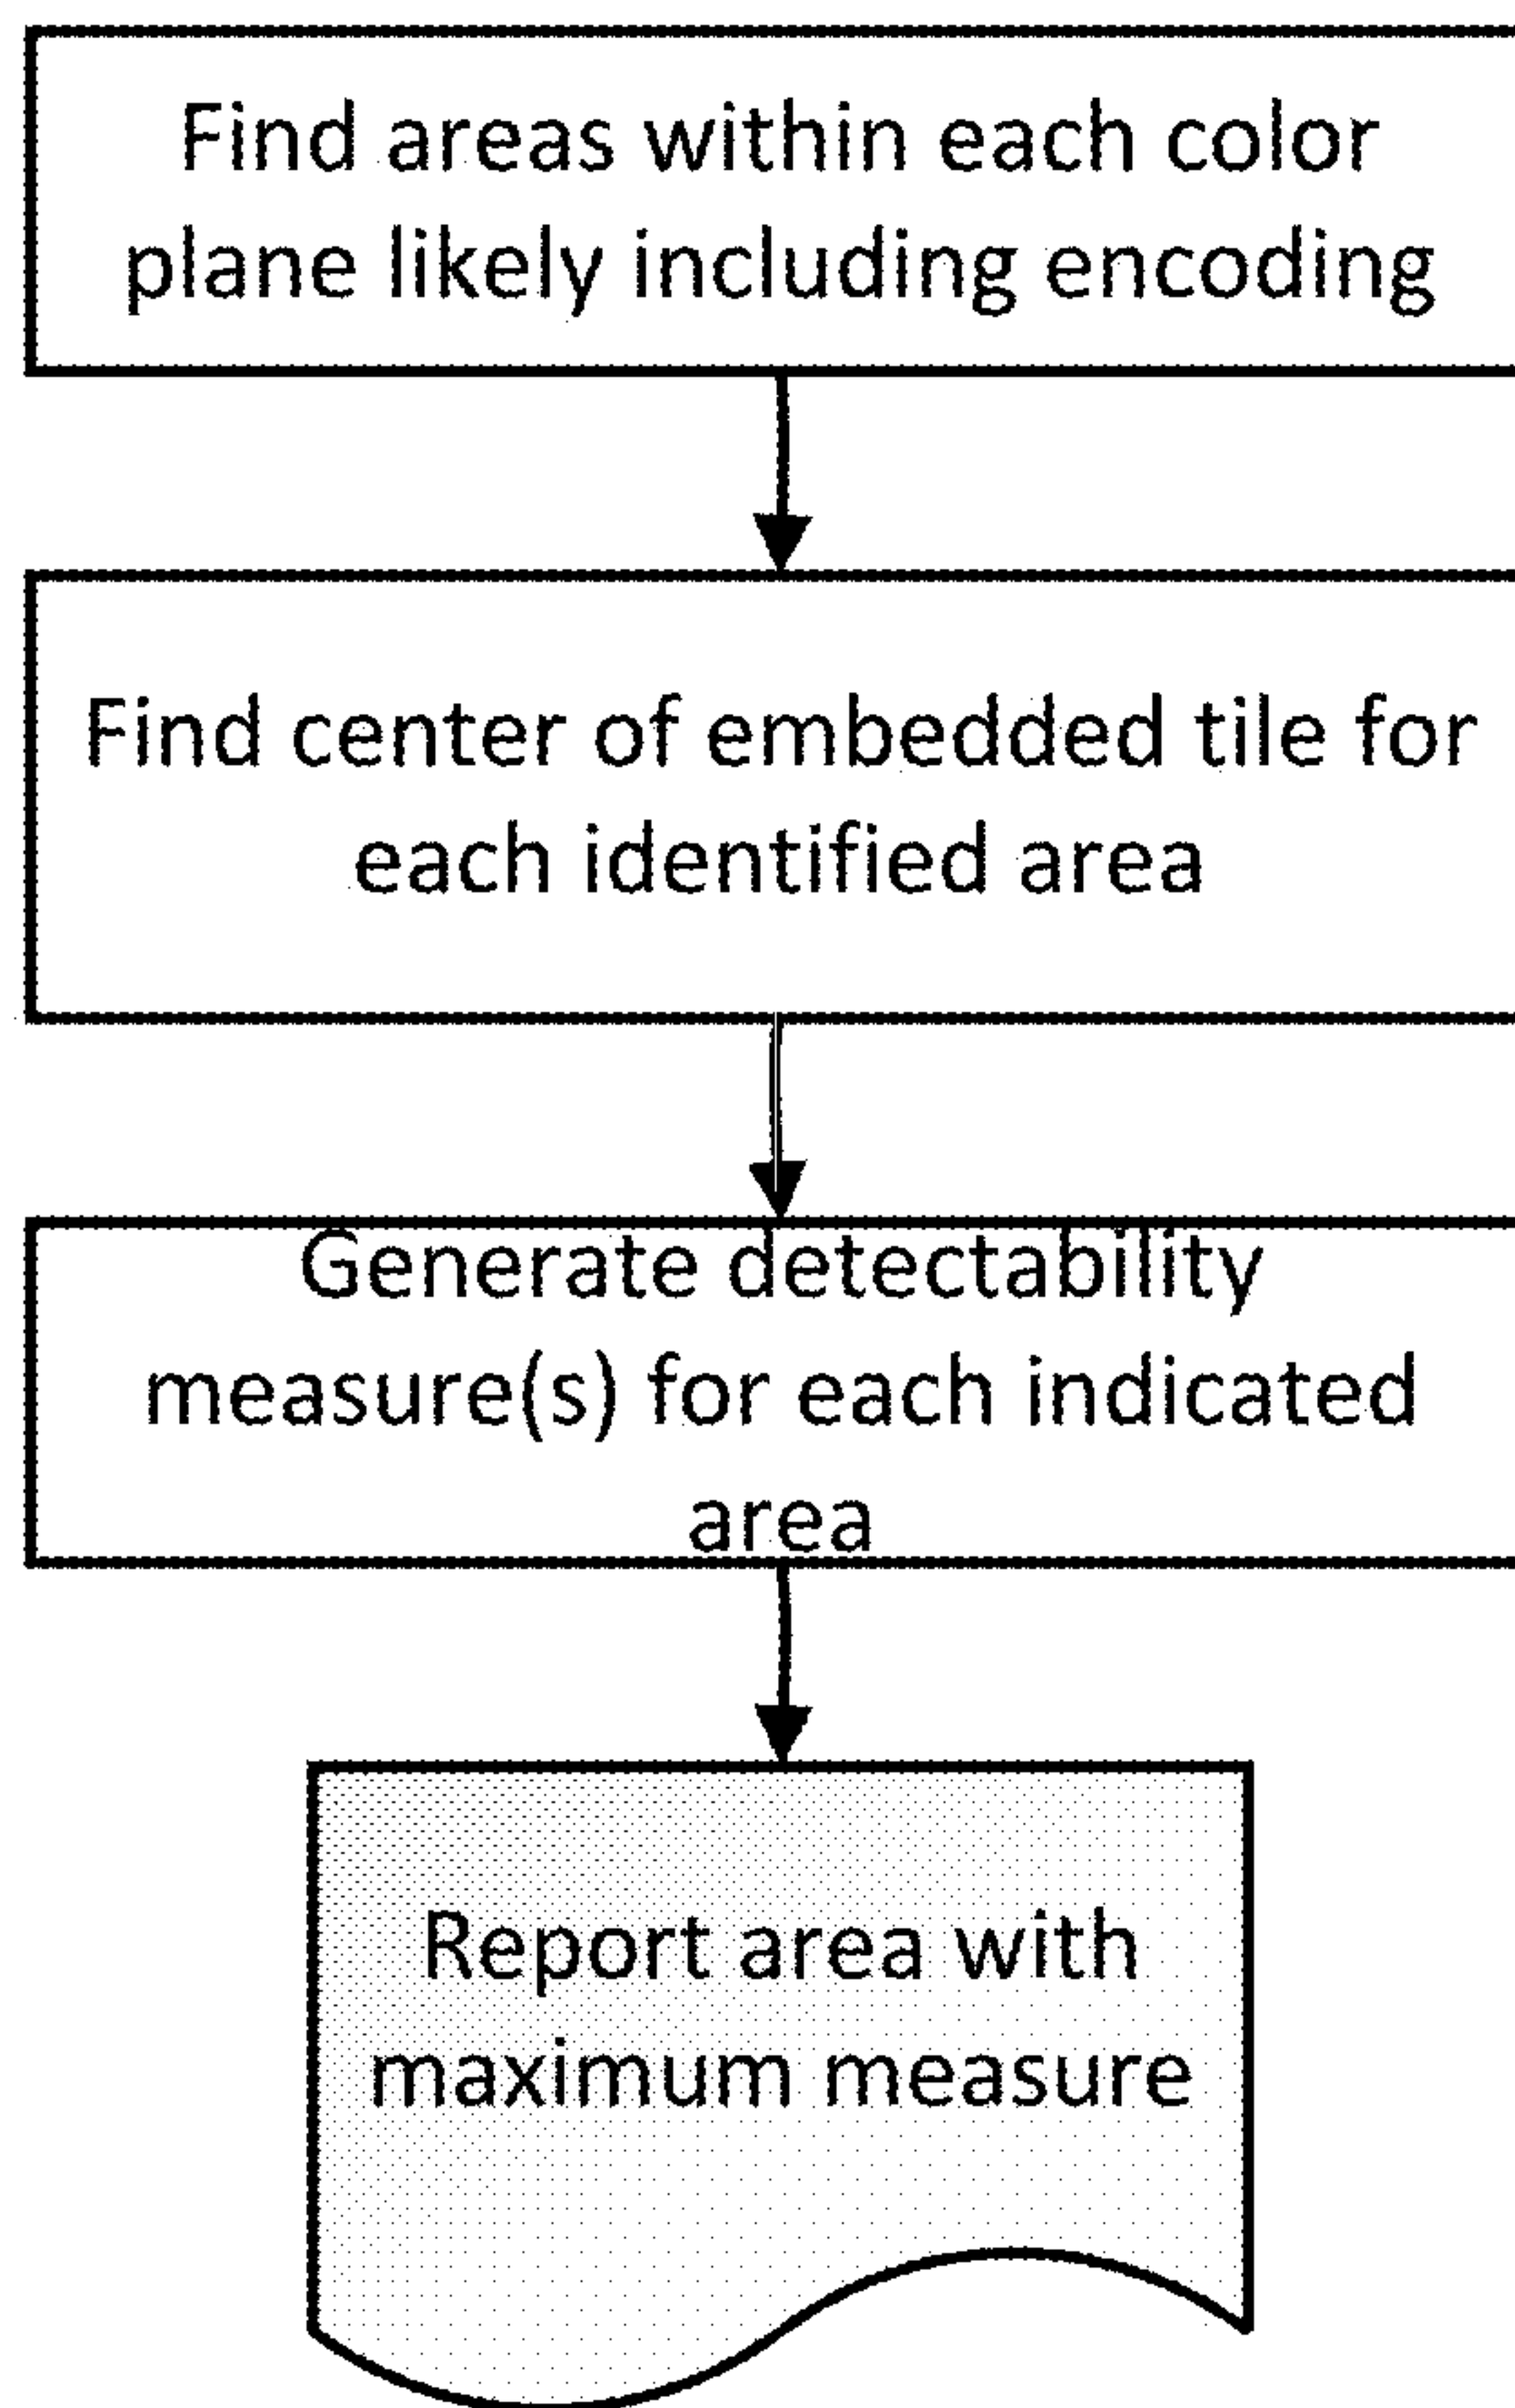 Find areas within each color
plane likely including encoding
Find center of embedded tile for
each identified area
Generate detectability
measure(s) for each indicated
area
Report area with
maximum measure